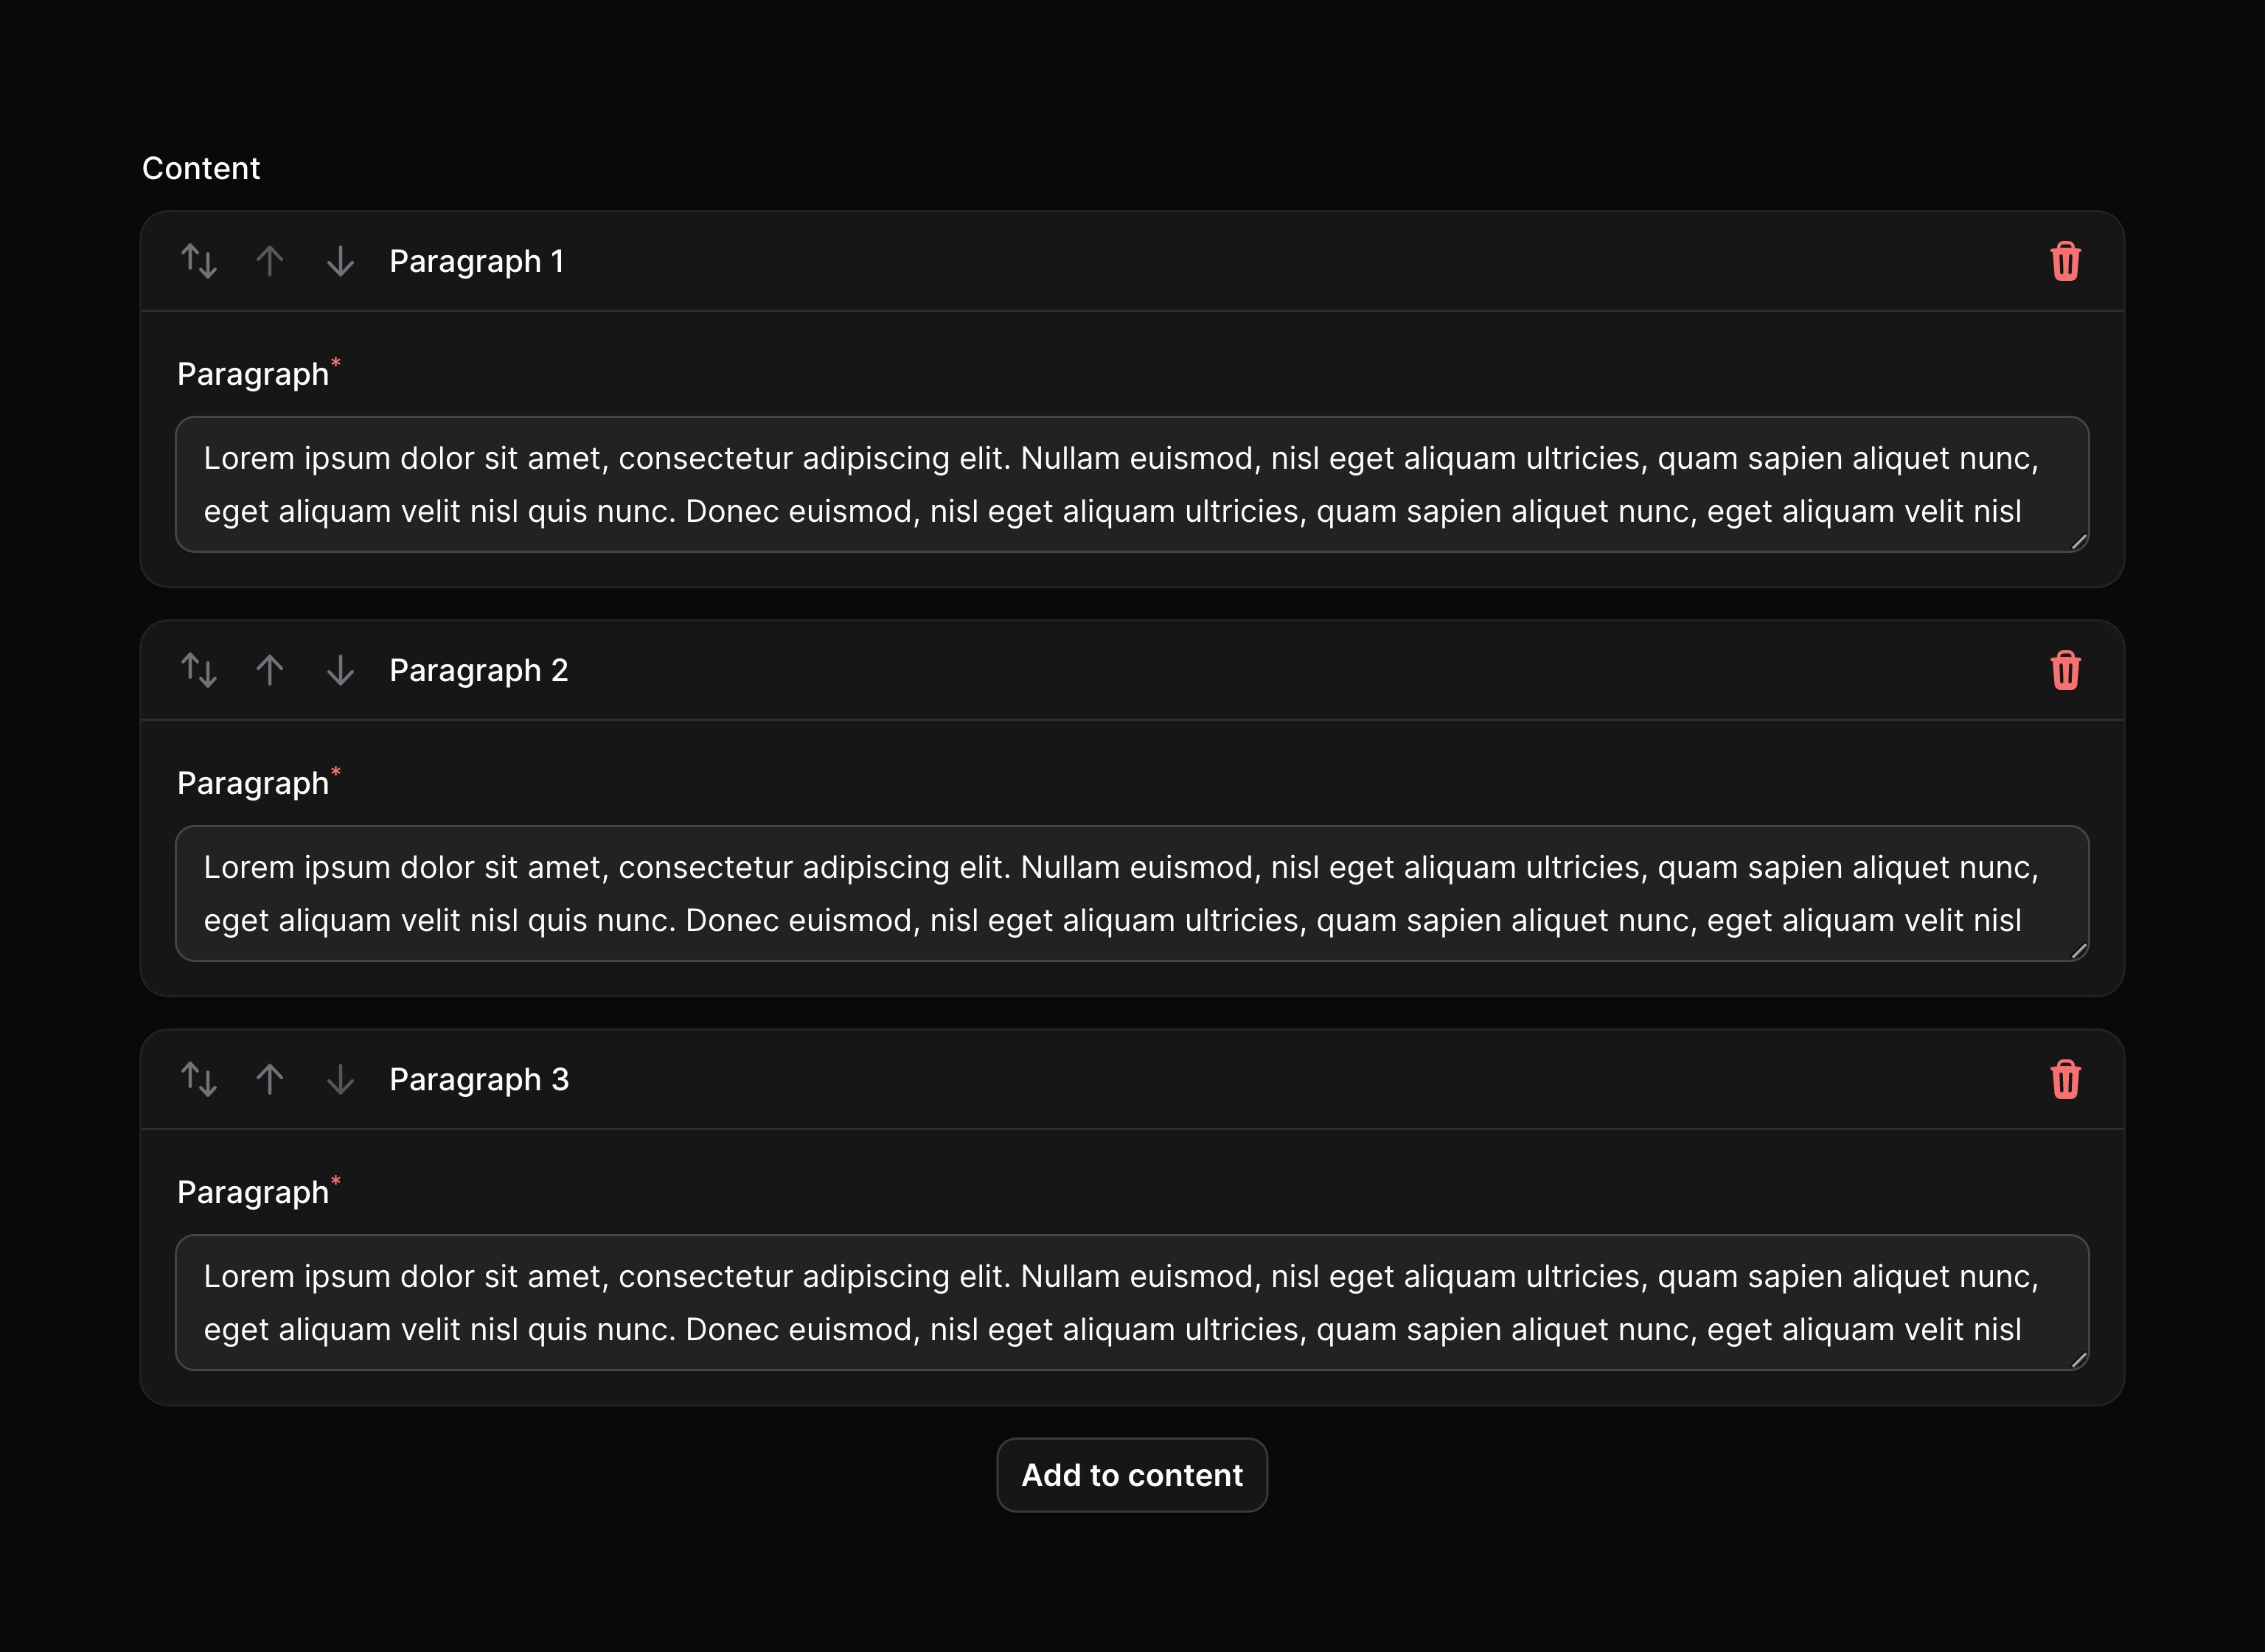 Content
Paragraph 1
Paragraph*
Lorem ipsum dolor sit amet, consectetur adipiscing elit. Nullam euismod, nisl eget aliquam ultricies, quam sapien aliquet nunc,
eget aliquam velit nisl quis nunc. Donec euismod, nisl eget aliquam ultricies, quam sapien aliquet nunc, eget aliquam velit nisl
Paragraph 2
Paragraph*
Lorem ipsum dolor sit amet, consectetur adipiscing elit. Nullam euismod, nisl eget aliquam ultricies, quam sapien aliquet nunc,
eget aliquam velit nisl quis nunc. Donec euismod, nisl eget aliquam ultricies, quam sapien aliquet nunc, eget aliquam velit nisl
Paragraph 3
Paragraph*
Lorem ipsum dolor sit amet, consectetur adipiscing elit. Nullam euismod, nisl eget aliquam ultricies, quam sapien aliquet nunc,
eget aliquam velit nisl quis nunc. Donec euismod, nisl eget aliquam ultricies, quam sapien aliquet nunc, eget aliquam velit nisl
Add to content